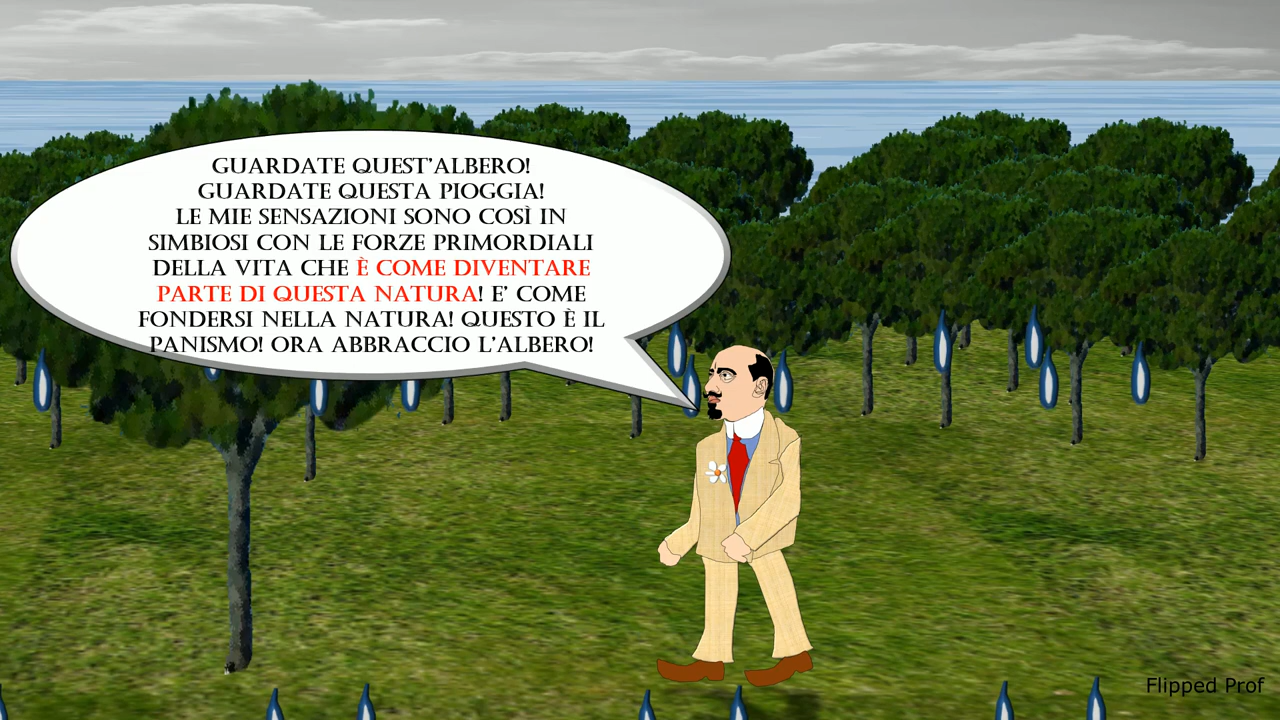 GUARDATE QUEST'ALBERO!
GUARDATE QUESTA PIOGGIA!
LE MIE SENSAZIONI SONO COSÌ IN
SIMBIOSI CON LE FORZE PRIMORDIALI
DELLA VITA CHE È COME DIVENTARE
PARTE DI QUESTA NATURA! E' COME
FONDERSI NELLA NATURA! QUESTO È IL
PANISMO! ORA ABBRACCIO L'ALBERO!
Flipped Prof